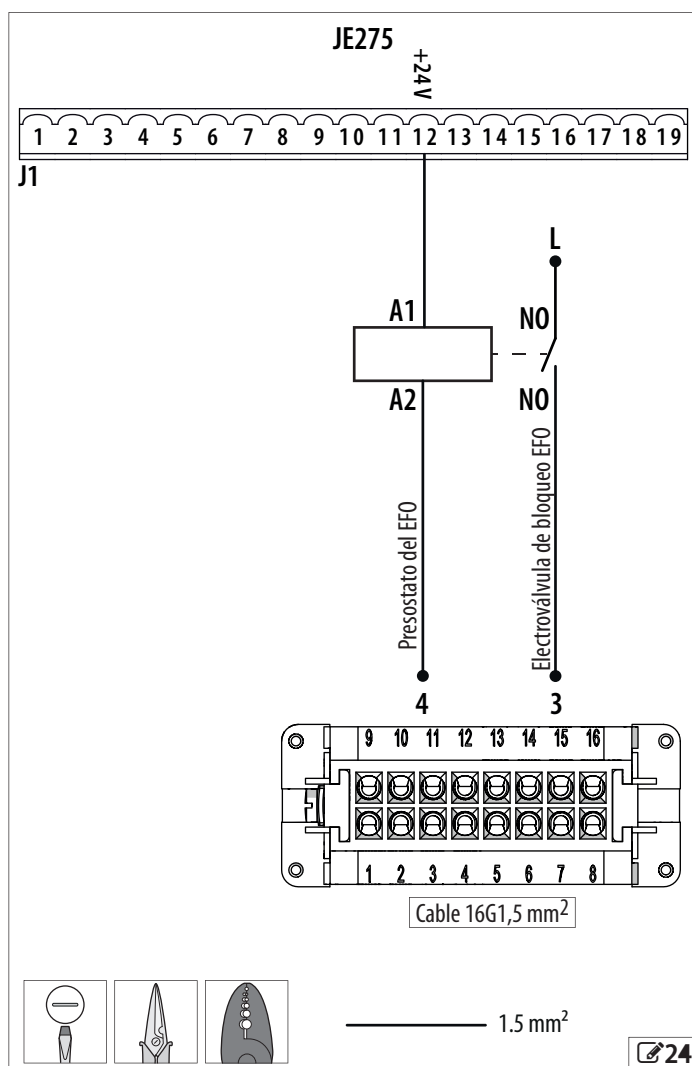 JE275
+24V
1 2 3 4 5 6 7 8 9 10 11 12 13 14 15 16 17 18 19
J1
L
A1
NO
A2
NO
Presostato del EFO
Electroválvula de bloqueo EFO
4
3
9 10 11 12 13 14 15 16
1 2 3 4 5 6 7 8
Cable 16G1,5 mm²
1.5 mm²
24